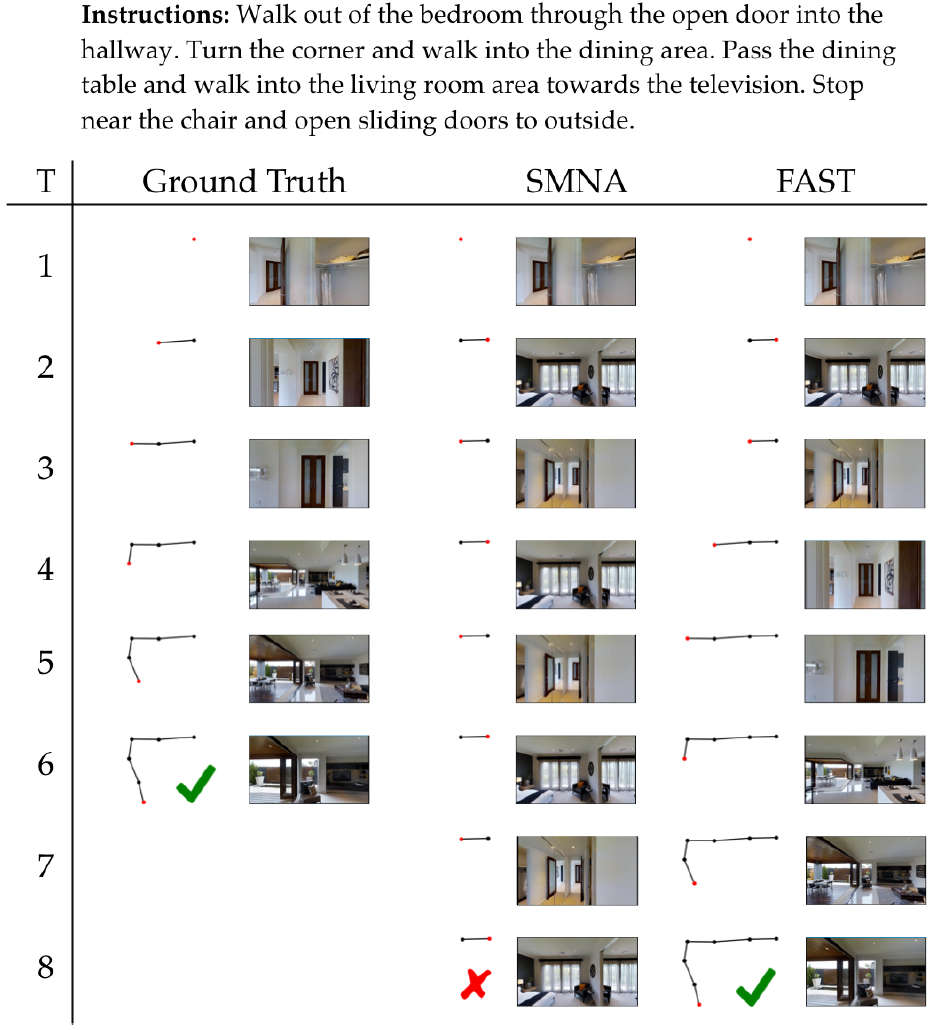 Instructions: Walk out of the bedroom through the open door into the
hallway. Turn the corner and walk into the dining area. Pass the dining
table and walk into the living room area towards the television. Stop
near the chair and open sliding doors to outside.
T Ground Truth SMNA FAST
1
2
3
4
5
6
7
8